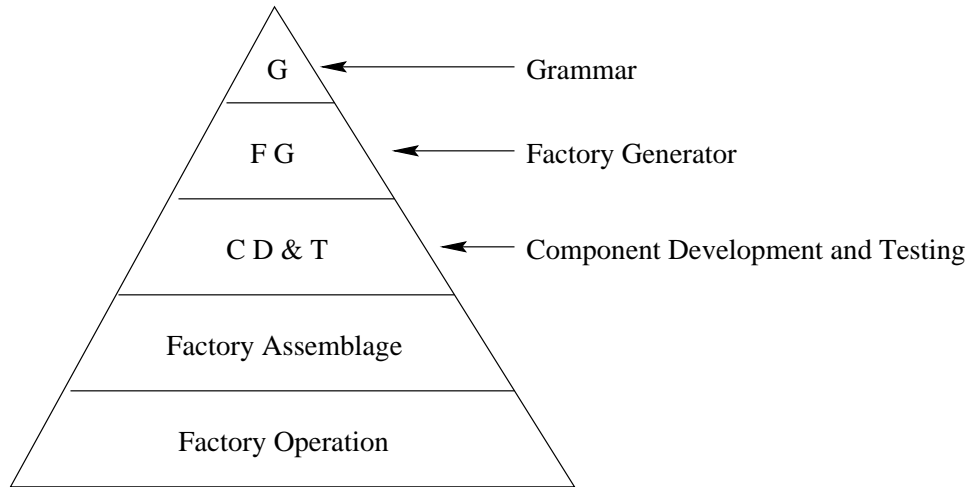 G
Grammar
F G
Factory Generator
C D & T
Component Development and Testing
Factory Assemblage
Factory Operation